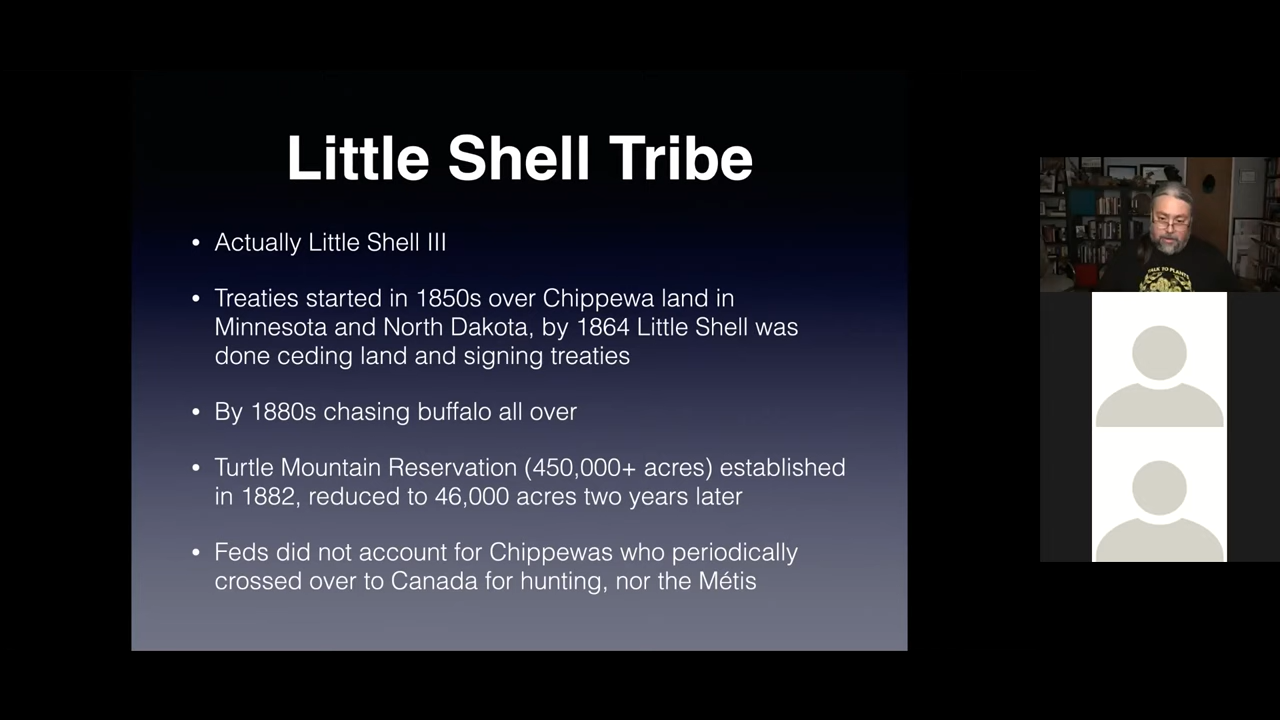 Little Shell Tribe
• Actually Little Shell III
• Treaties started in 1850s over Chippewa land in
Minnesota and North Dakota, by 1864 Little Shell was
done ceding land and signing treaties
• By 1880s chasing buffalo all over
• Turtle Mountain Reservation (450,000+ acres) established
in 1882, reduced to 46,000 acres two years later
• Feds did not account for Chippewas who periodically
crossed over to Canada for hunting, nor the Métis
TALK TO PLANTS